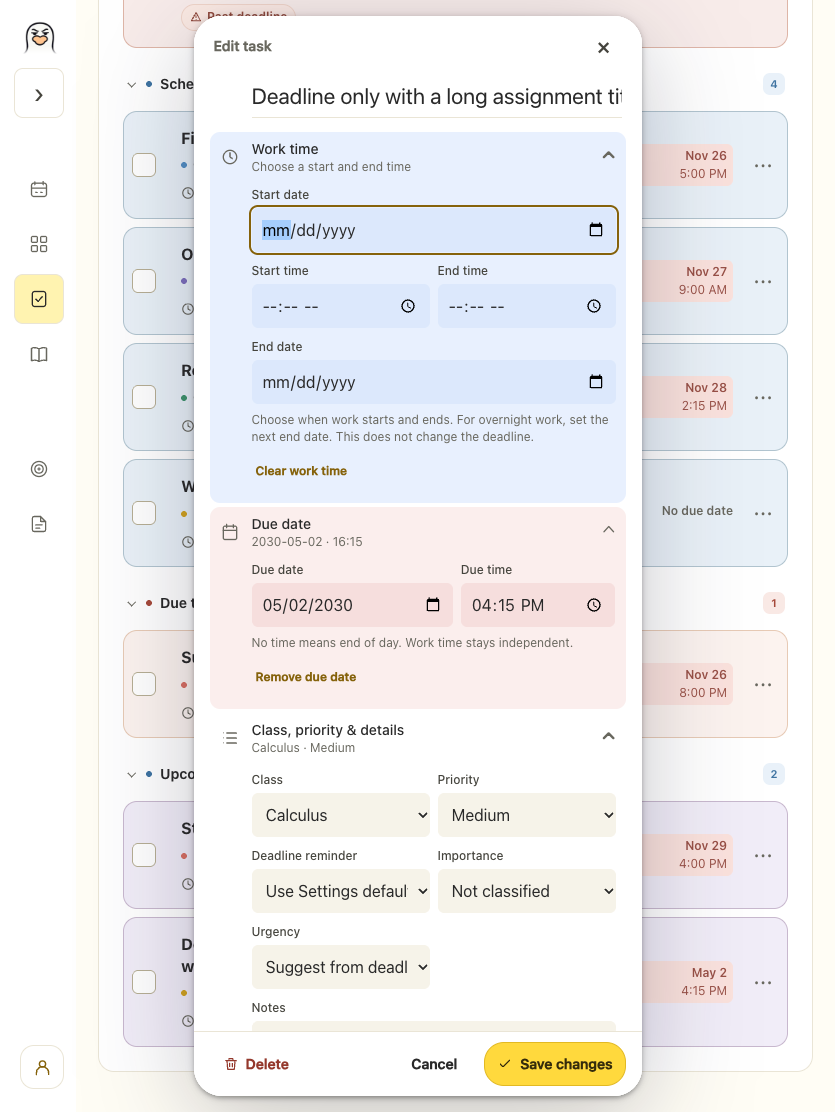 Past deadline
Edit task
Deadline only with a long assignment tit
Work time
Choose a start and end time
Start date
mm/dd/yyyy
Start time
End time
--:-- --
--:-- --
End date
mm/dd/yyyy
Choose when work starts and ends. For overnight work, set the
next end date. This does not change the deadline.
Clear work time
Due date
2030-05-02 · 16:15
Due date
Due time
05/02/2030
04:15 PM
No time means end of day. Work time stays independent.
Remove due date
Class, priority & details
Calculus · Medium
Class
Priority
Calculus
Medium
Deadline reminder
Importance
Use Settings defaul
Not classified
Urgency
Suggest from deadl
Notes
Delete
Cancel
Save changes
Sche
4
Fi
Nov 26
5:00 PM
O
Nov 27
9:00 AM
Re
Nov 28
2:15 PM
W
No due date
Due t
1
Su
Nov 26
8:00 PM
Upco
2
St
Nov 29
4:00 PM
De
w
May 2
4:15 PM